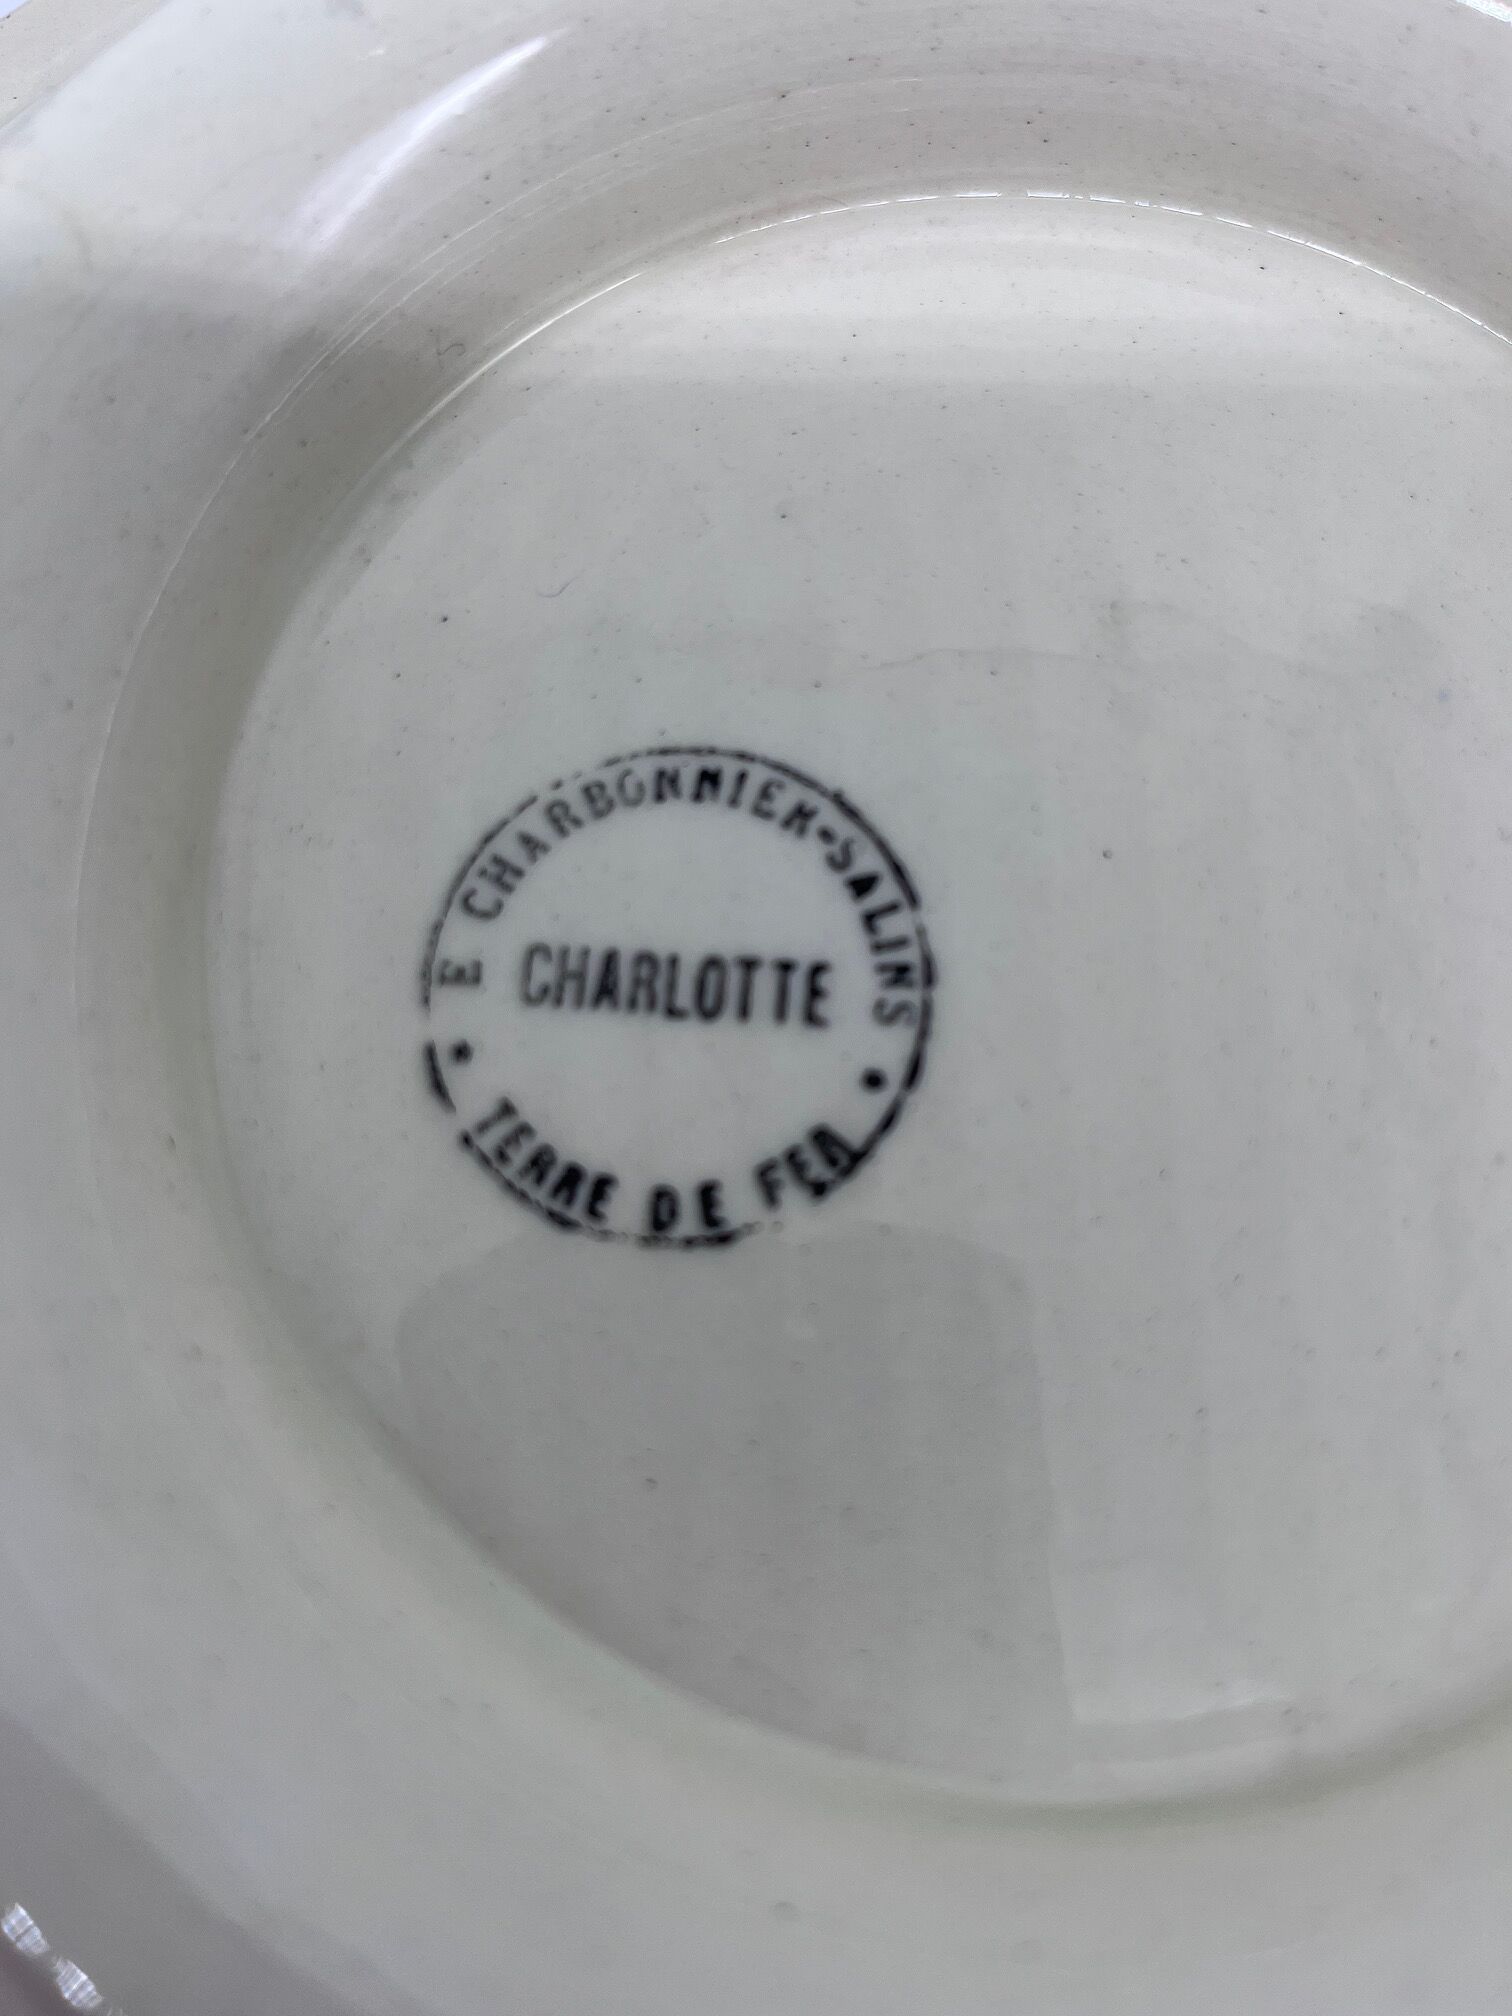 E CHARBONNIER-SALINS
CHARLOTTE
TERRE DE FER